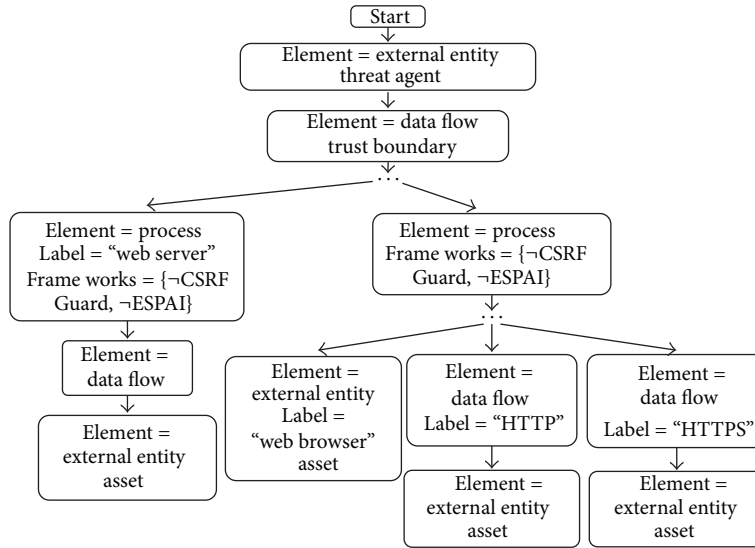 Start
Element = external entity
threat agent
Element = data flow
trust boundary
...
Element = process
Label = “web server”
Frame works = {¬CSRF
Guard, ¬ESPAI}
Element = process
Frame works = {¬CSRF
Guard, ¬ESPAI}
...
Element =
data flow
Element =
external entity
asset
Element =
external entity
Label =
“web browser”
asset
Element =
data flow
Label = “HTTP”
Element =
external entity
asset
Element =
data flow
Label = “HTTPS”
Element =
external entity
asset